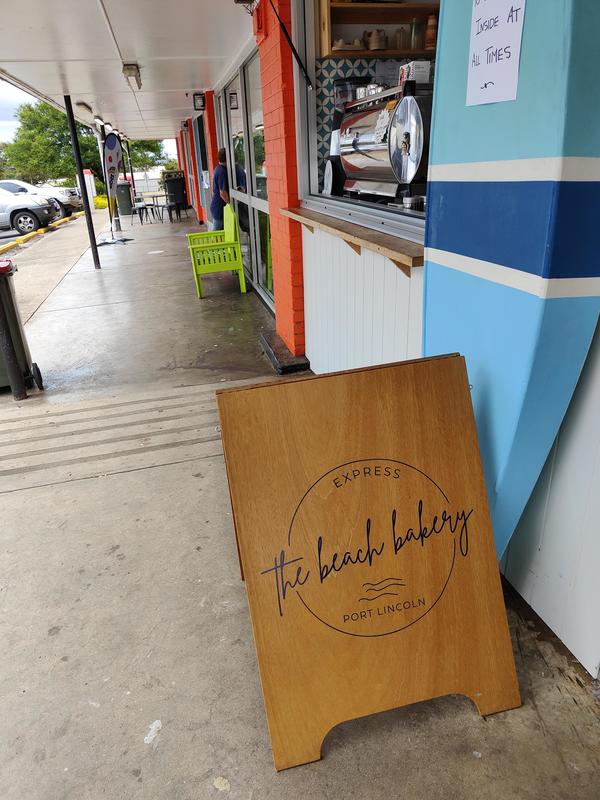 INSIDE AT
ALL TIMES
EXPRESS
the beach bakery
PORT LINCOLN